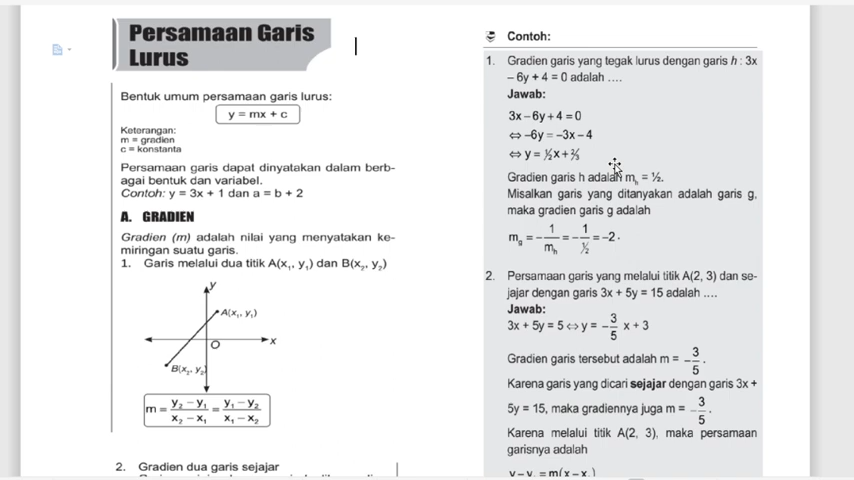 Persamaan Garis
Lurus
Bentuk umum persamaan garis lurus:
y = mx + c
Keterangan:
m = gradien
c = konstanta
Persamaan garis dapat dinyatakan dalam berb-
agai bentuk dan variabel.
Contoh: y = 3x + 1 dan a = b + 2
A. GRADIEN
Gradien (m) adalah nilai yang menyatakan ke-
miringan suatu garis.
1. Garis melalui dua titik A(x₁, y₁) dan B(x₂, y₂)
y
A(x₁, y₁)
O
x
B(x₂, y₂)
m = (y₂ – y₁)/(x₂ – x₁) = (y₁ – y₂)/(x₁ – x₂)
2. Gradien dua garis sejajar
Contoh:
1. Gradien garis yang tegak lurus dengan garis h : 3x
– 6y + 4 = 0 adalah ....
Jawab:
3x – 6y + 4 = 0
⇔ –6y = –3x – 4
⇔ y = ½x + ⅔
Gradien garis h adalah mₕ = ½.
Misalkan garis yang ditanyakan adalah garis g,
maka gradien garis g adalah
m_g = –1/mₕ = –1/½ = –2.
2. Persamaan garis yang melalui titik A(2, 3) dan se-
jajar dengan garis 3x + 5y = 15 adalah ....
Jawab:
3x + 5y = 5 ⇔ y = –3/5 x + 3
Gradien garis tersebut adalah m = –3/5.
Karena garis yang dicari sejajar dengan garis 3x +
5y = 15, maka gradiennya juga m = –3/5.
Karena melalui titik A(2, 3), maka persamaan
garisnya adalah